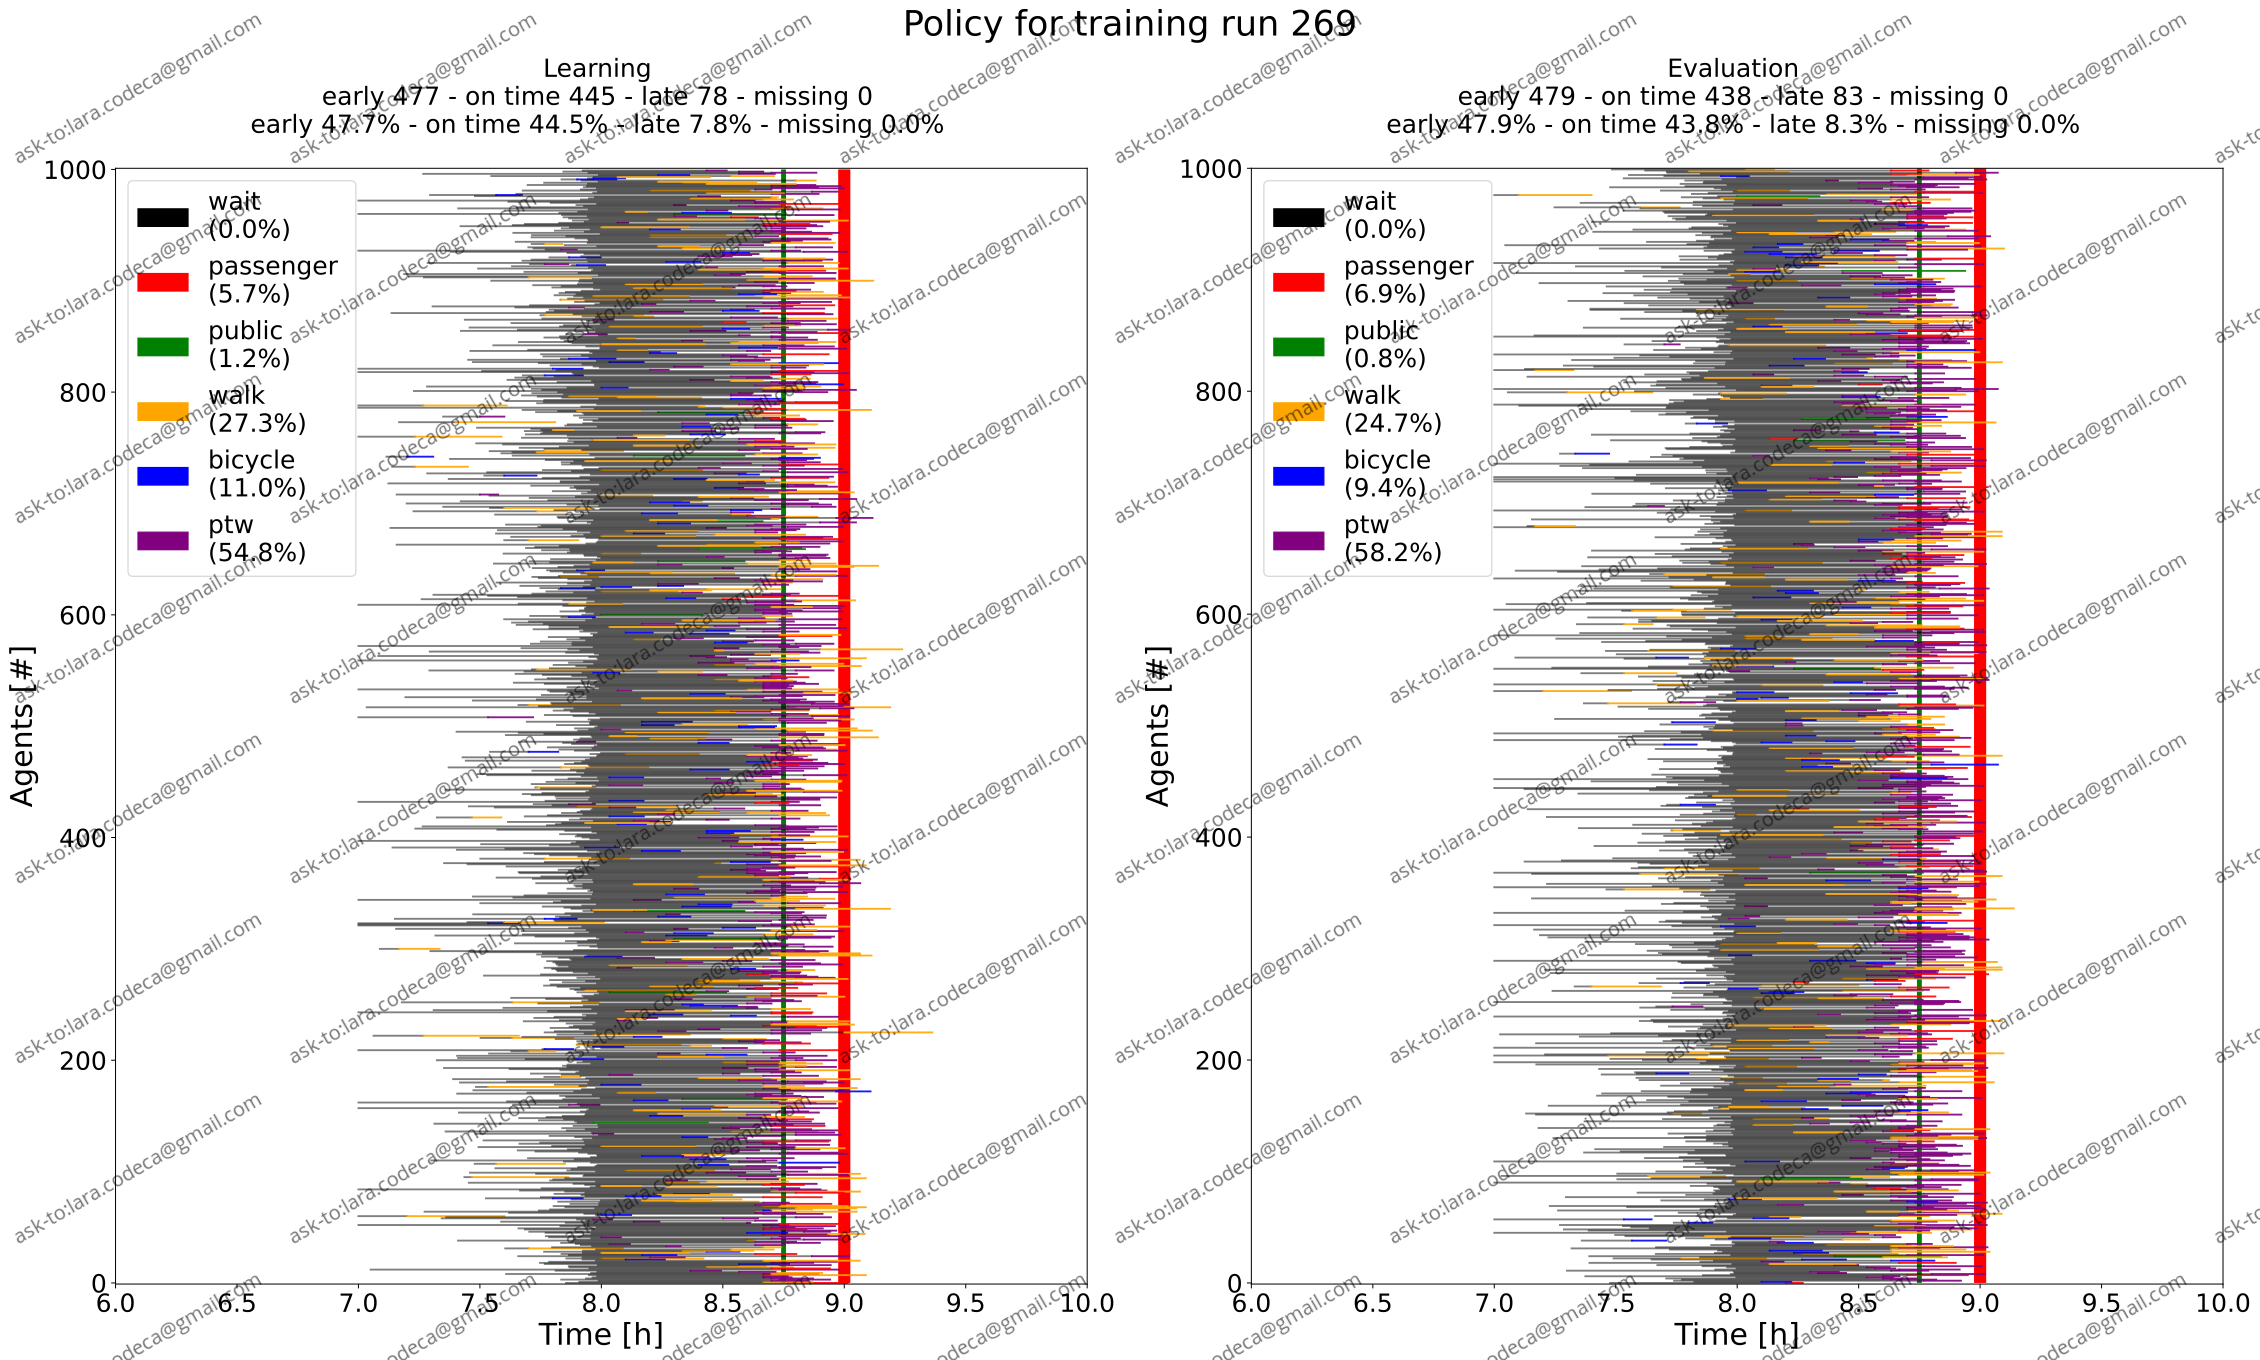 Policy for training run 269
Learning
early 477 - on time 445 - late 78 - missing 0
early 47.7% - on time 44.5% - late 7.8% - missing 0.0%
1000
800
600
400
200
0
Agents [#]
wait
(0.0%)
passenger
(5.7%)
public
(1.2%)
walk
(27.3%)
bicycle
(11.0%)
ptw
(54.8%)
6.0 6.5 7.0 7.5 8.0 8.5 9.0 9.5 10.0
Time [h]
Evaluation
early 479 - on time 438 - late 83 - missing 0
early 47.9% - on time 43.8% - late 8.3% - missing 0.0%
1000
800
600
400
200
0
Agents [#]
wait
(0.0%)
passenger
(6.9%)
public
(0.8%)
walk
(24.7%)
bicycle
(9.4%)
ptw
(58.2%)
6.0 6.5 7.0 7.5 8.0 8.5 9.0 9.5 10.0
Time [h]
ask-to:lara.codeca@gmail.com